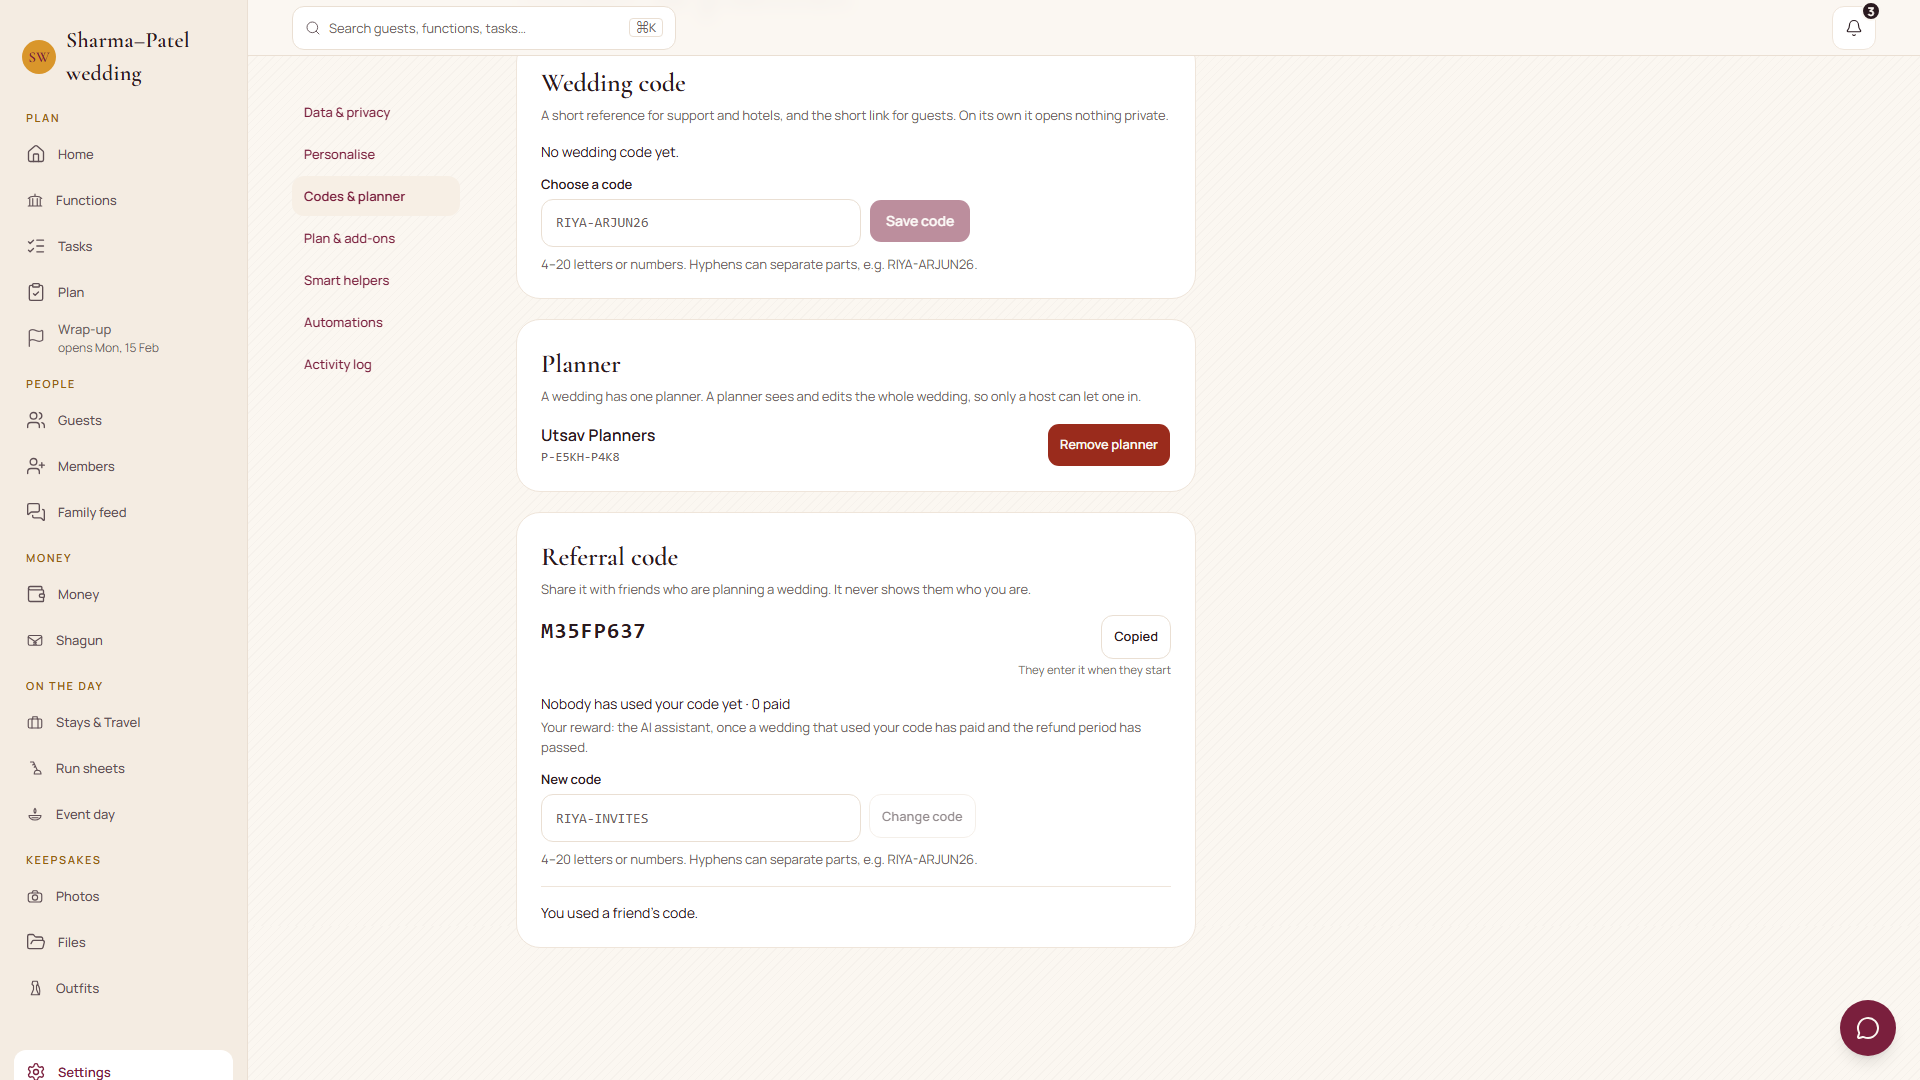 SW
Sharma–Patel
wedding
Search guests, functions, tasks...
⌘K
3
PLAN
Home
Functions
Tasks
Plan
Wrap-up
opens Mon, 15 Feb
PEOPLE
Guests
Members
Family feed
MONEY
Money
Shagun
ON THE DAY
Stays & Travel
Run sheets
Event day
KEEPSAKES
Photos
Files
Outfits
Settings
Data & privacy
Personalise
Codes & planner
Plan & add-ons
Smart helpers
Automations
Activity log
Wedding code
A short reference for support and hotels, and the short link for guests. On its own it opens nothing private.
No wedding code yet.
Choose a code
RIYA-ARJUN26
Save code
4–20 letters or numbers. Hyphens can separate parts, e.g. RIYA-ARJUN26.
Planner
A wedding has one planner. A planner sees and edits the whole wedding, so only a host can let one in.
Utsav Planners
P-E5KH-P4K8
Remove planner
Referral code
Share it with friends who are planning a wedding. It never shows them who you are.
M35FP637
Copied
They enter it when they start
Nobody has used your code yet · 0 paid
Your reward: the AI assistant, once a wedding that used your code has paid and the refund period has
passed.
New code
RIYA-INVITES
Change code
4–20 letters or numbers. Hyphens can separate parts, e.g. RIYA-ARJUN26.
You used a friend's code.